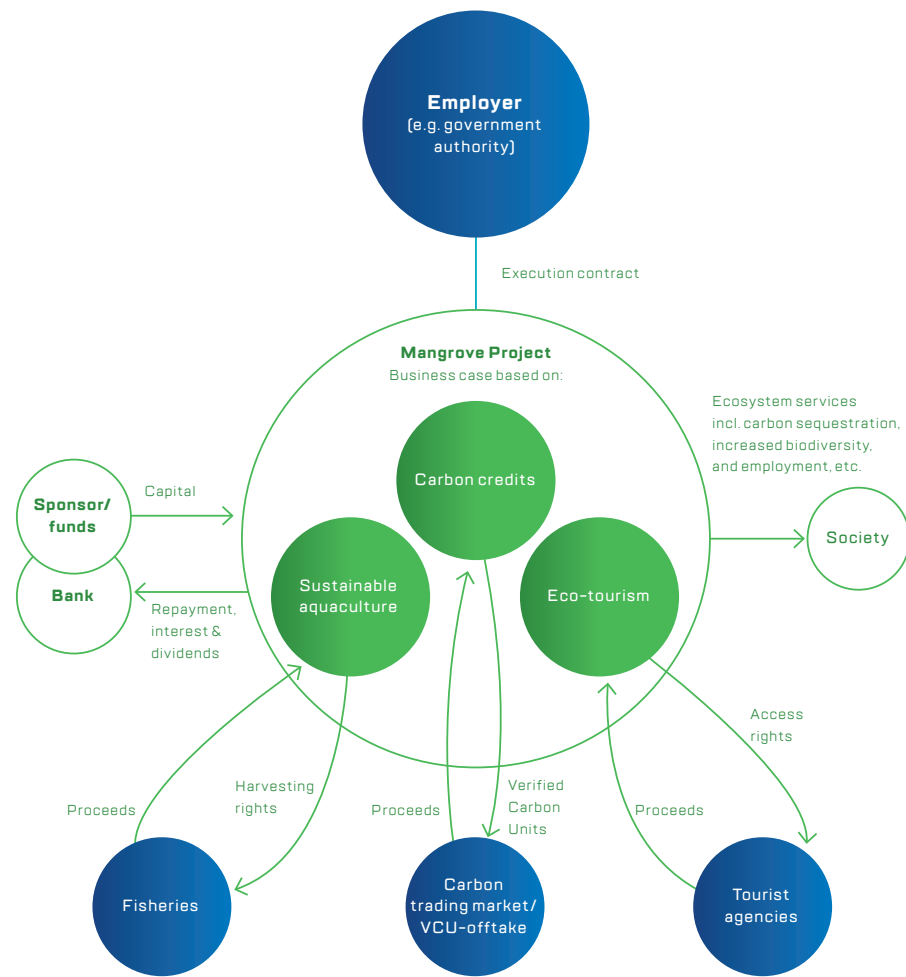 Employer
(e.g. government
authority)
Execution contract
Mangrove Project
Business case based on:
Ecosystem services
incl. carbon sequestration,
increased biodiversity,
and employment, etc.
Carbon credits
Capital
Sponsor/
funds
Society
Sustainable
aquaculture
Eco-tourism
Bank
Repayment,
interest &
dividends
Access
rights
Harvesting
rights
Verified
Carbon
Units
Proceeds
Proceeds
Proceeds
Fisheries
Carbon
trading market/
VCU-offtake
Tourist
agencies